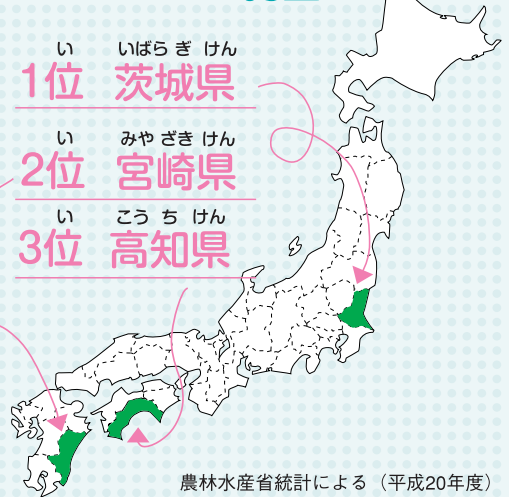 い いばら ぎ けん
1位 茨城県
い みや ざき けん
2位 宮崎県
い こう ち けん
3位 高知県
農林水産省統計による（平成20年度）